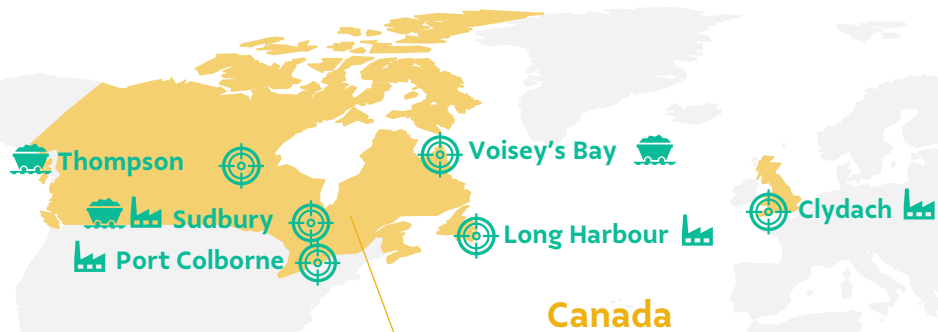 Voisey's Bay
Thompson
Sudbury
Clydach
Long Harbour
Port Colborne
Canada